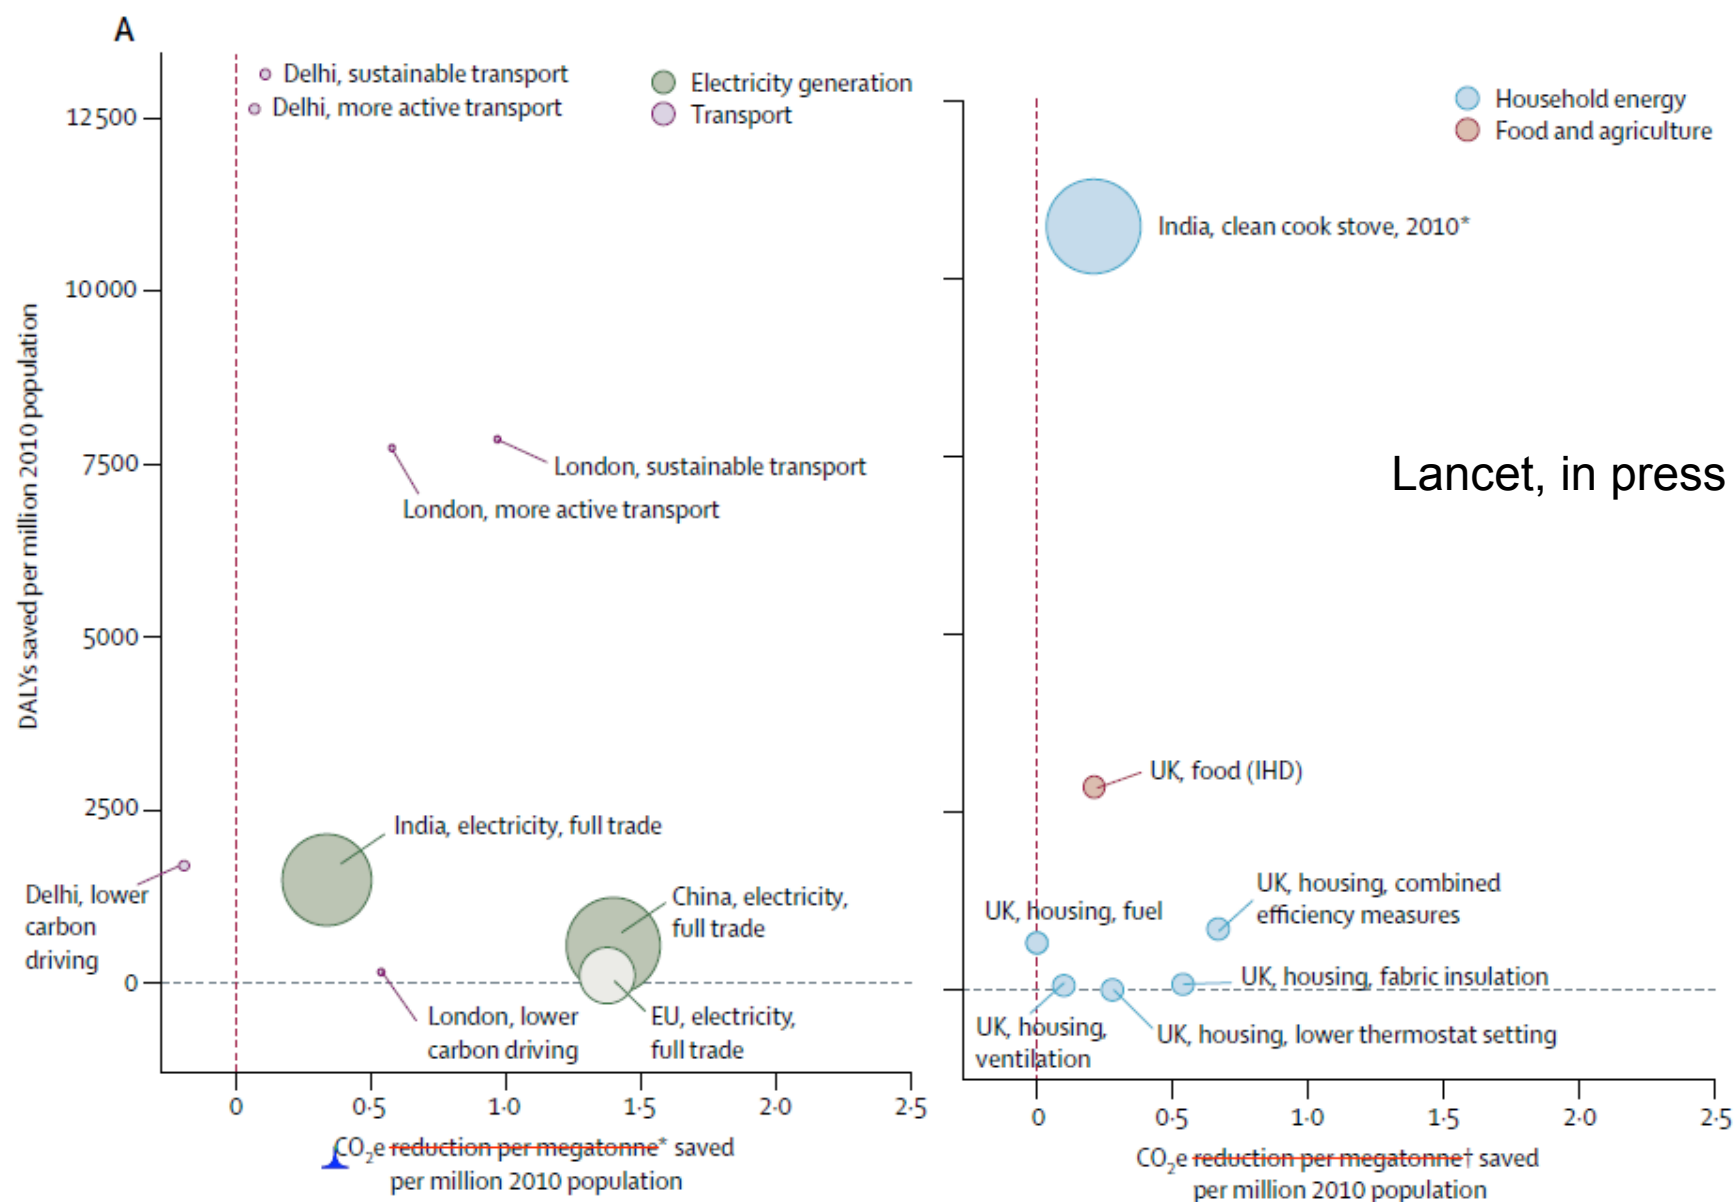 A
Delhi, sustainable transport
Delhi, more active transport
Electricity generation
Transport
DALYs saved per million 2010 population
12 500
10 000
7500
5000
2500
0
London, sustainable transport
London, more active transport
India, electricity, full trade
Delhi, lower
carbon
driving
China, electricity,
full trade
London, lower
carbon driving
EU, electricity,
full trade
0 0·5 1·0 1·5 2·0 2·5
CO₂e reduction per megatonne* saved
per million 2010 population
Household energy
Food and agriculture
India, clean cook stove, 2010*
Lancet, in press
UK, food (IHD)
UK, housing, combined
efficiency measures
UK, housing, fuel
UK, housing, fabric insulation
UK, housing,
ventilation
UK, housing, lower thermostat setting
0 0·5 1·0 1·5 2·0 2·5
CO₂e reduction per megatonne† saved
per million 2010 population